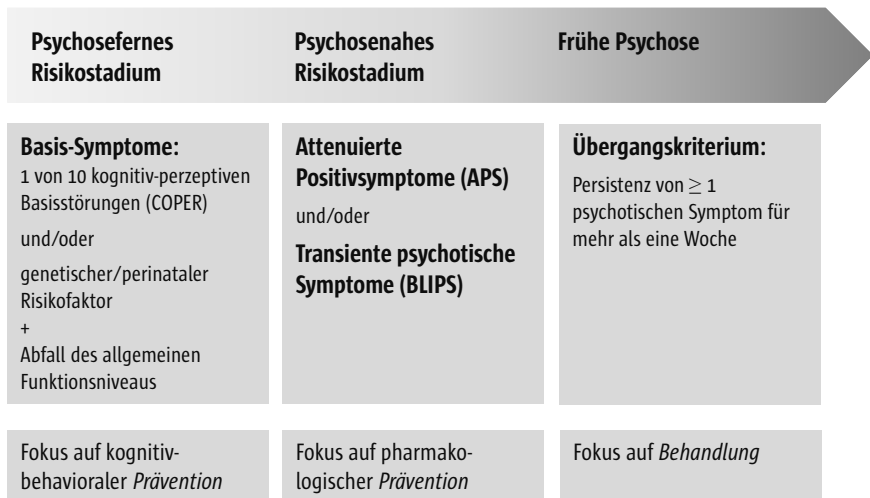 Psychosefernes
Risikostadium
Psychosenahes
Risikostadium
Frühe Psychose
Basis-Symptome:
1 von 10 kognitiv-perzeptiven
Basisstörungen (COPER)
und/oder
genetischer/perinataler
Risikofaktor
+
Abfall des allgemeinen
Funktionsniveaus
Attenuierte
Positivsymptome (APS)
und/oder
Transiente psychotische
Symptome (BLIPS)
Übergangskriterium:
Persistenz von ≥ 1
psychotischen Symptom für
mehr als eine Woche
Fokus auf kognitiv-
behavioraler Prävention
Fokus auf pharmako-
logischer Prävention
Fokus auf Behandlung